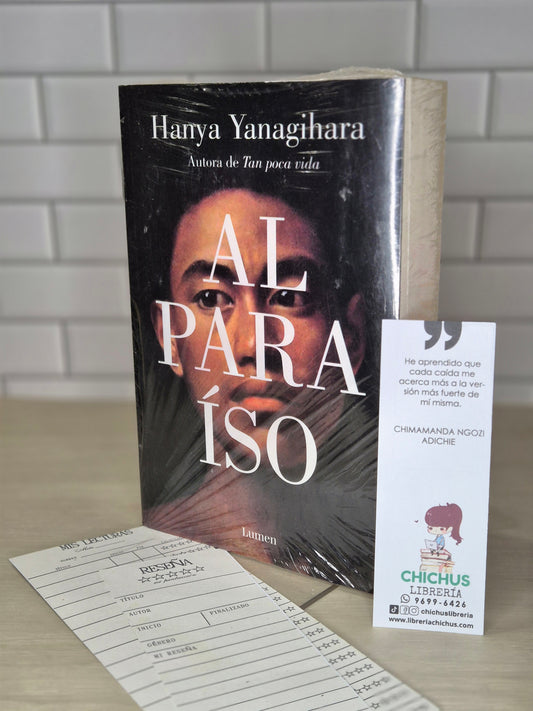 Hanya Yanagihara
Autora de Tan poca vida
AL
PARA
ÍSO
Lumen
He aprendido que
cada caída me
acerca más a la ver-
sión más fuerte de
mí misma.
CHIMAMANDA NGOZI
ADICHIE
CHICHUS
LIBRERÍA
9699-6426
chichuslibreria
www.libreriachichus.com
MIS LECTURAS
RESEÑA
TÍTULO
AUTOR
INICIO
FINALIZADO
GÉNERO
MI RESEÑA